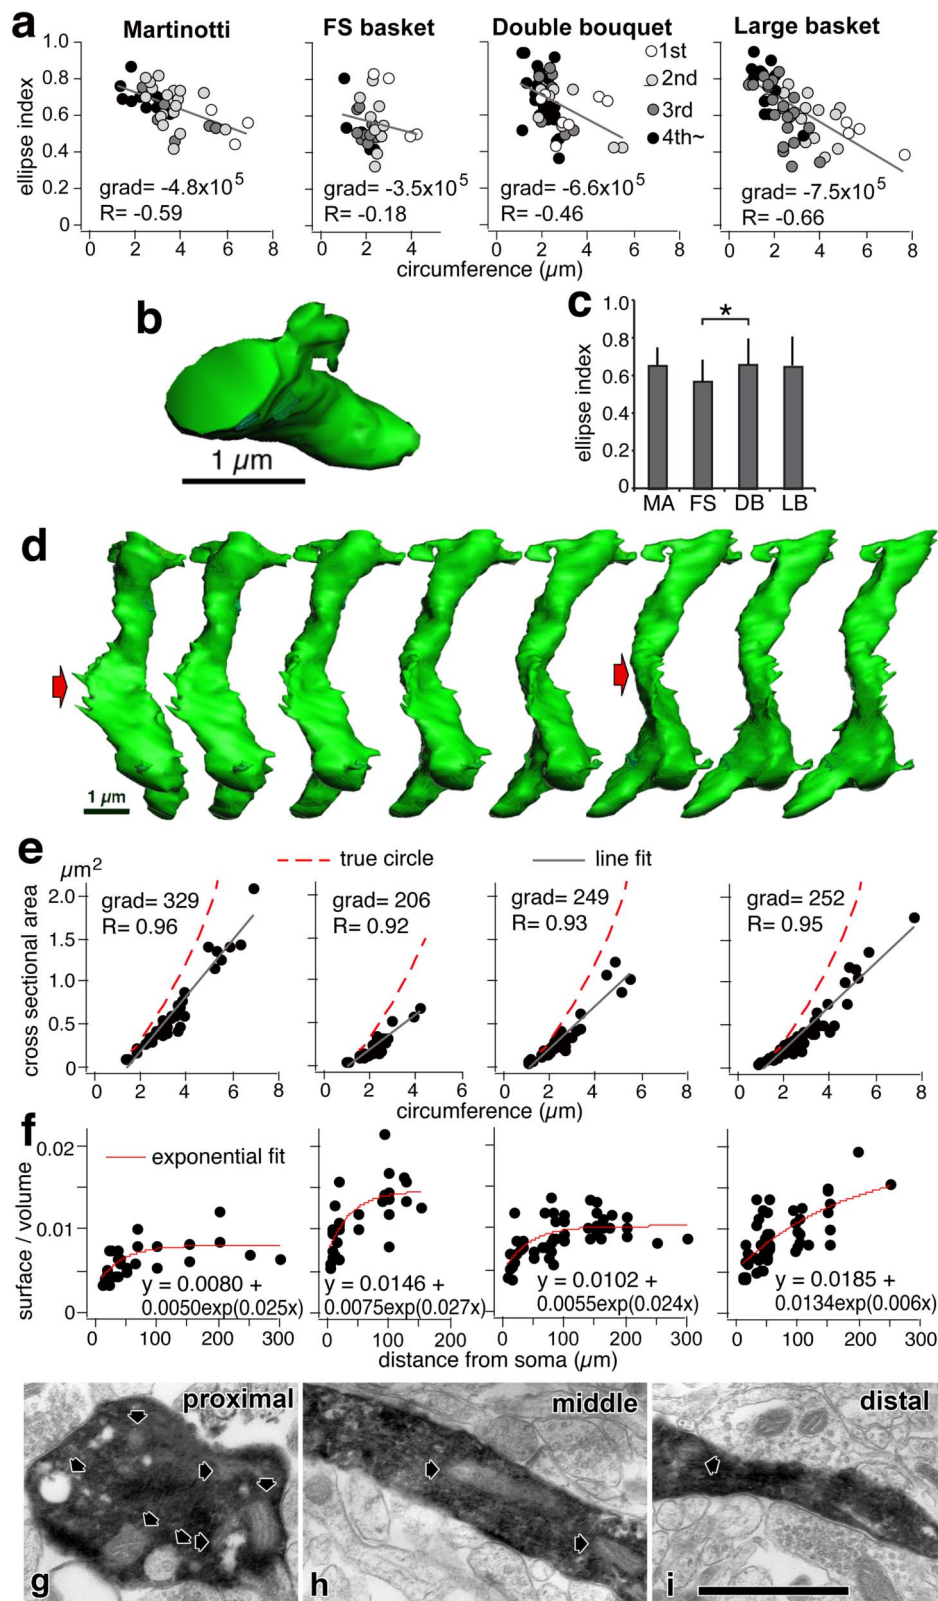 a
Martinotti
FS basket
Double bouquet
Large basket
1.0
0.8
0.6
0.4
0.2
0
ellipse index
1st
2nd
3rd
4th~
grad= -4.8x10⁵
R= -0.59
grad= -3.5x10⁵
R= -0.18
grad= -6.6x10⁵
R= -0.46
grad= -7.5x10⁵
R= -0.66
0 2 4 6 8
0 2 4
0 2 4 6 8
0 2 4 6 8
circumference (µm)
b
1 µm
c
1.0
0.8
0.6
0.4
0.2
0
ellipse index
*
MA FS DB LB
d
1 µm
e
µm²
true circle
line fit
2.0
1.5
1.0
0.5
0
cross sectional area
grad= 329
R= 0.96
grad= 206
R= 0.92
grad= 249
R= 0.93
grad= 252
R= 0.95
0 2 4 6 8
0 2 4 6
0 2 4 6 8
0 2 4 6 8
circumference (µm)
f
0.02
0.01
0
surface / volume
exponential fit
y = 0.0080 +
0.0050exp(0.025x)
y = 0.0146 +
0.0075exp(0.027x)
y = 0.0102 +
0.0055exp(0.024x)
y = 0.0185 +
0.0134exp(0.006x)
0 100 200 300
0 100 200
0 100 200 300
0 100 200 300
distance from soma (µm)
proximal
middle
distal
g
h
i